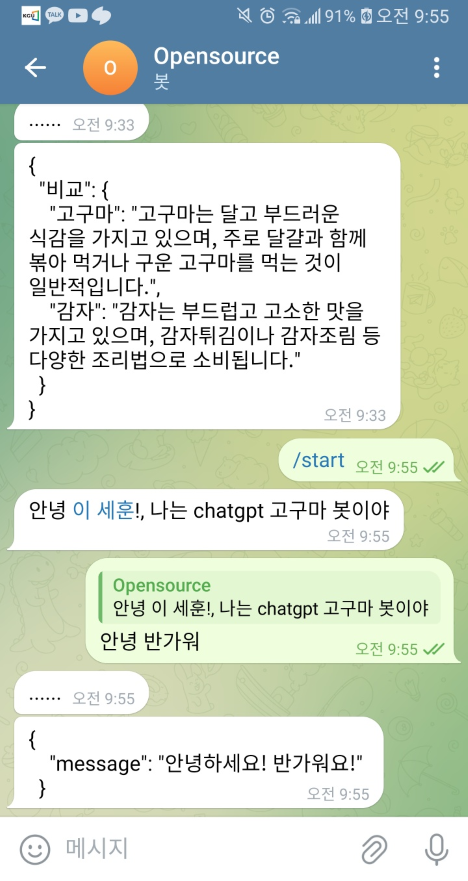 KGU TALK 91% 오전 9:55
O
Opensource
봇
...... 오전 9:33
{
"비교": {
"고구마": "고구마는 달고 부드러운
식감을 가지고 있으며, 주로 달걀과 함께
볶아 먹거나 구운 고구마를 먹는 것이
일반적입니다.",
"감자": "감자는 부드럽고 고소한 맛을
가지고 있으며, 감자튀김이나 감자조림 등
다양한 조리법으로 소비됩니다."
}
}
오전 9:33
/start 오전 9:55
안녕 이 세훈!, 나는 chatgpt 고구마 봇이야
오전 9:55
Opensource
안녕 이 세훈!, 나는 chatgpt 고구마 봇이야
안녕 반가워
오전 9:55
...... 오전 9:55
{
"message": "안녕하세요! 반가워요!"
}
오전 9:55
메시지